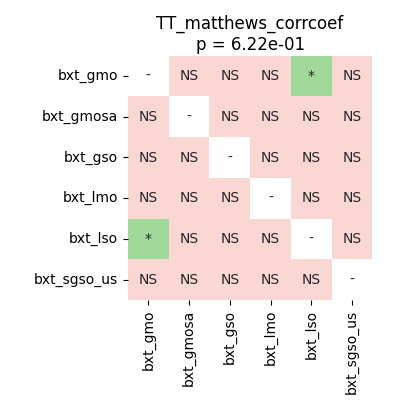 TT_matthews_corrcoef
p = 6.22e-01
bxt_gmo - NS NS NS * NS
bxt_gmosa NS - NS NS NS NS
bxt_gso NS NS - NS NS NS
bxt_lmo NS NS NS - NS NS
bxt_lso * NS NS NS - NS
bxt_sgso_us NS NS NS NS NS -
bxt_gmo
bxt_gmosa
bxt_gso
bxt_lmo
bxt_lso
bxt_sgso_us